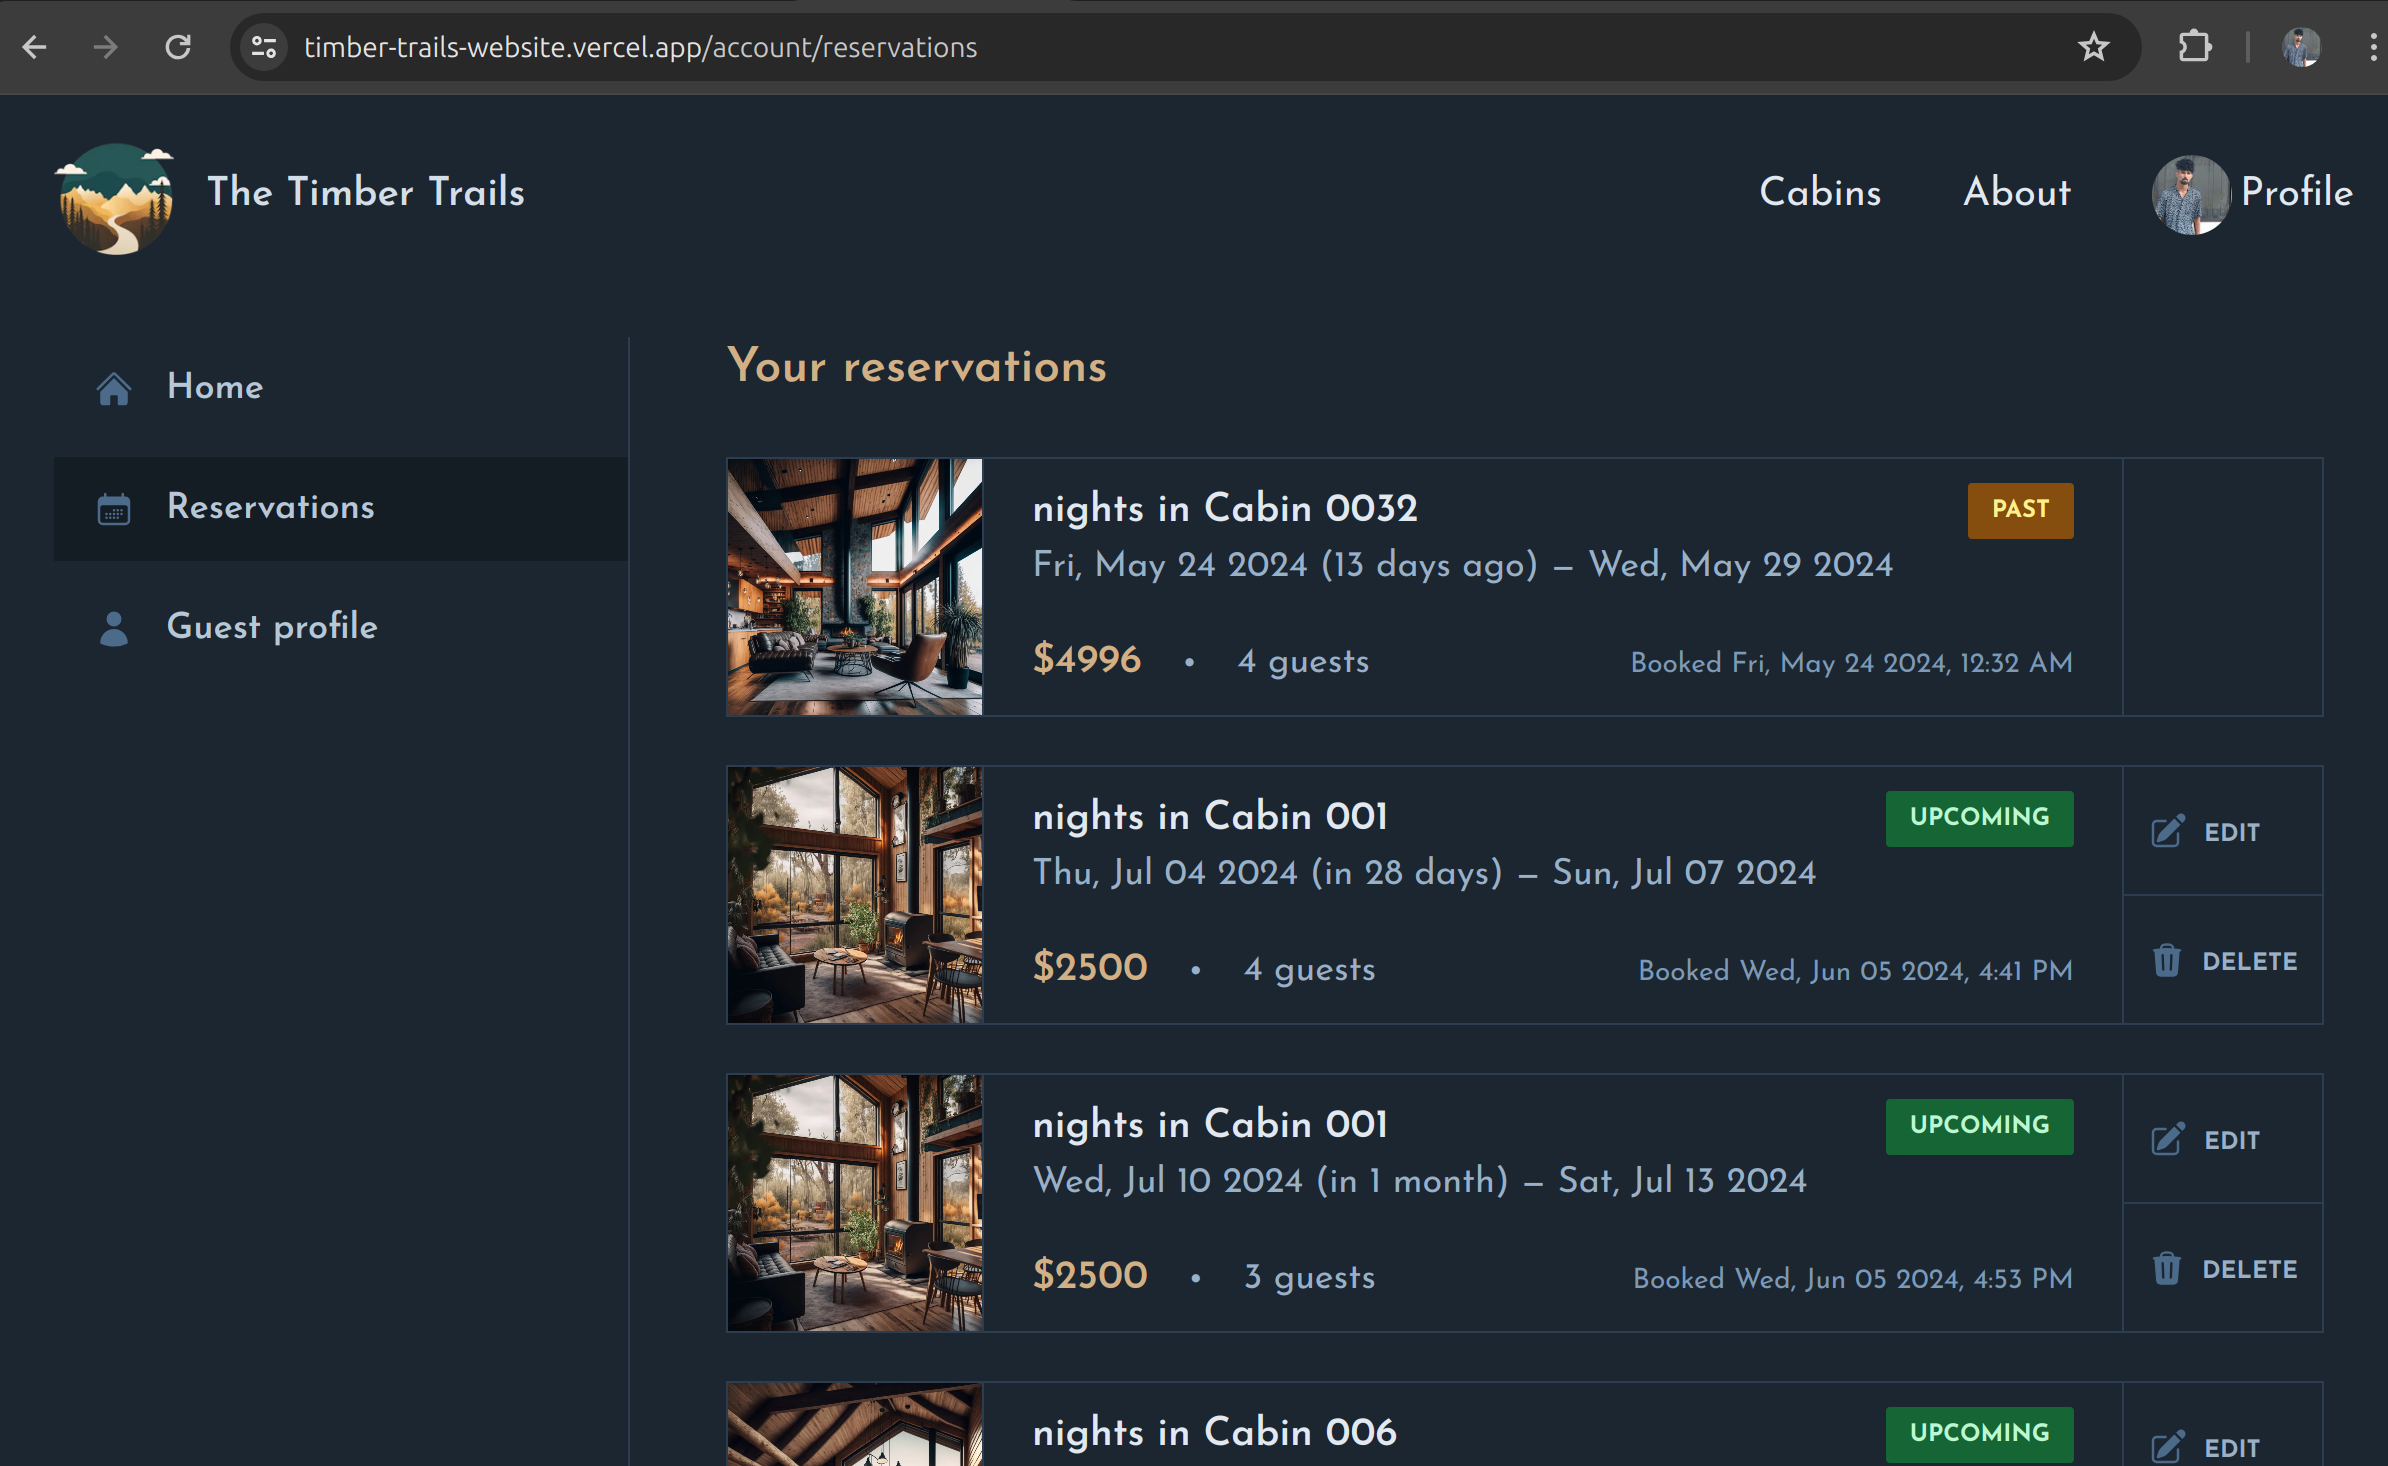 timber-trails-website.vercel.app/account/reservations
The Timber Trails
Cabins About Profile
Home
Reservations
Guest profile
Your reservations
nights in Cabin 0032
PAST
Fri, May 24 2024 (13 days ago) — Wed, May 29 2024
$4996 • 4 guests
Booked Fri, May 24 2024, 12:32 AM
nights in Cabin 001
UPCOMING
EDIT
Thu, Jul 04 2024 (in 28 days) — Sun, Jul 07 2024
$2500 • 4 guests
Booked Wed, Jun 05 2024, 4:41 PM
DELETE
nights in Cabin 001
UPCOMING
EDIT
Wed, Jul 10 2024 (in 1 month) — Sat, Jul 13 2024
$2500 • 3 guests
Booked Wed, Jun 05 2024, 4:53 PM
DELETE
nights in Cabin 006
UPCOMING
EDIT